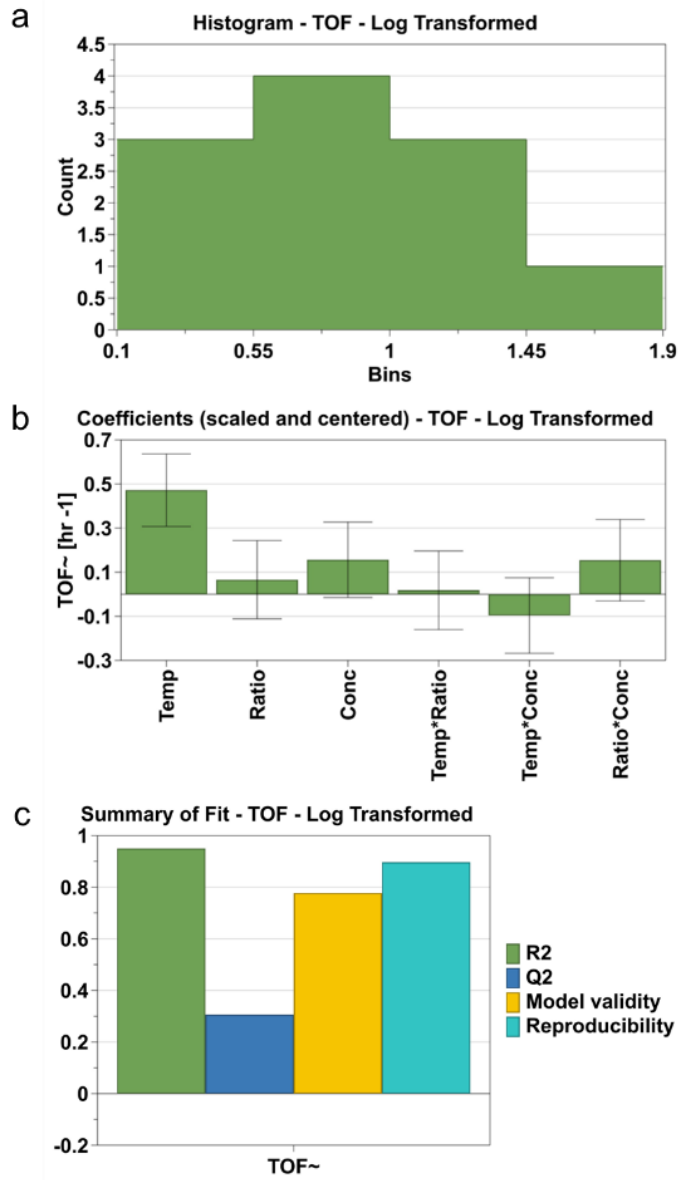 a
Histogram - TOF - Log Transformed
Count
4.5
4
3.5
3
2.5
2
1.5
1
0.5
0
0.1 0.55 1 1.45 1.9
Bins
b
Coefficients (scaled and centered) - TOF - Log Transformed
TOF~ [hr -1]
0.7
0.5
0.3
0.1
-0.1
-0.3
Temp
Ratio
Conc
Temp*Ratio
Temp*Conc
Ratio*Conc
c
Summary of Fit - TOF - Log Transformed
1
0.8
0.6
0.4
0.2
0
-0.2
TOF~
R2
Q2
Model validity
Reproducibility